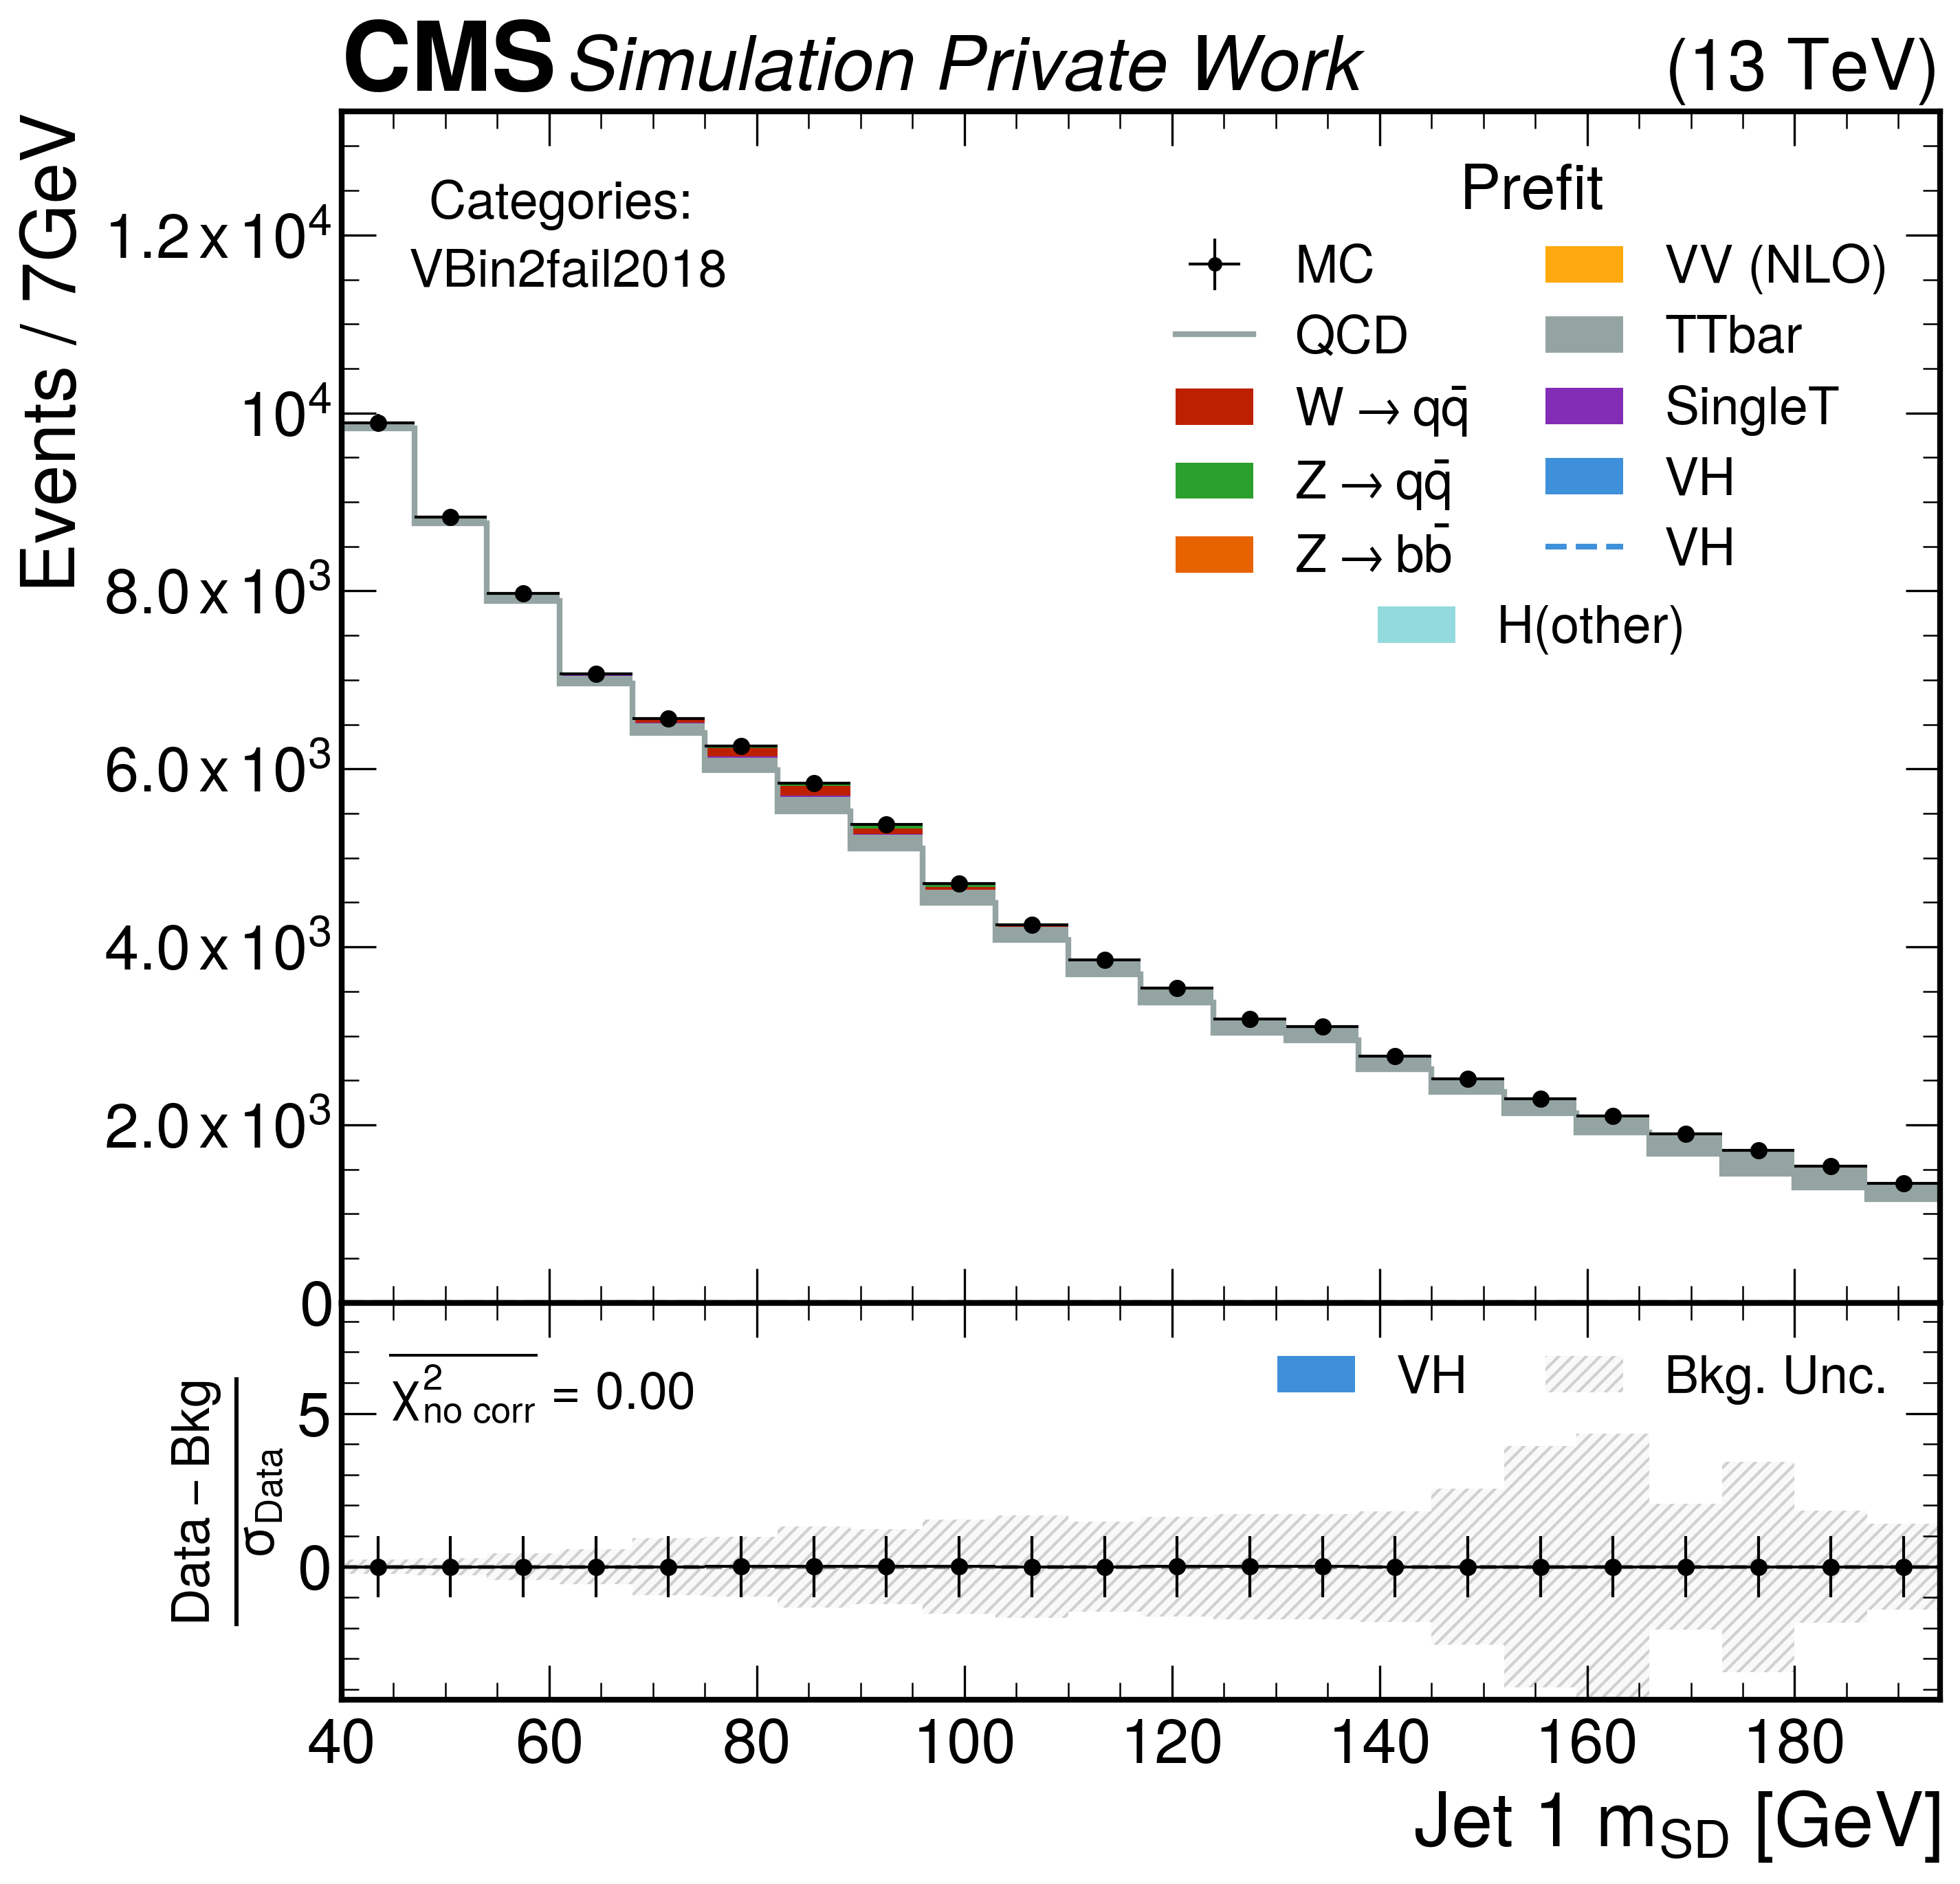 CMS Simulation Private Work (13 TeV)
Events / 7GeV
Categories:
VBin2fail2018
Prefit
MC
QCD
W → qq̄
Z → qq̄
Z → bb̄
VV (NLO)
TTbar
SingleT
VH
VH
H(other)
1.2 x 10⁴
10⁴
8.0 x 10³
6.0 x 10³
4.0 x 10³
2.0 x 10³
0
Data − Bkg
σ_Data
χ²_no corr = 0.00
VH
Bkg. Unc.
5
0
40 60 80 100 120 140 160 180
Jet 1 m_SD [GeV]